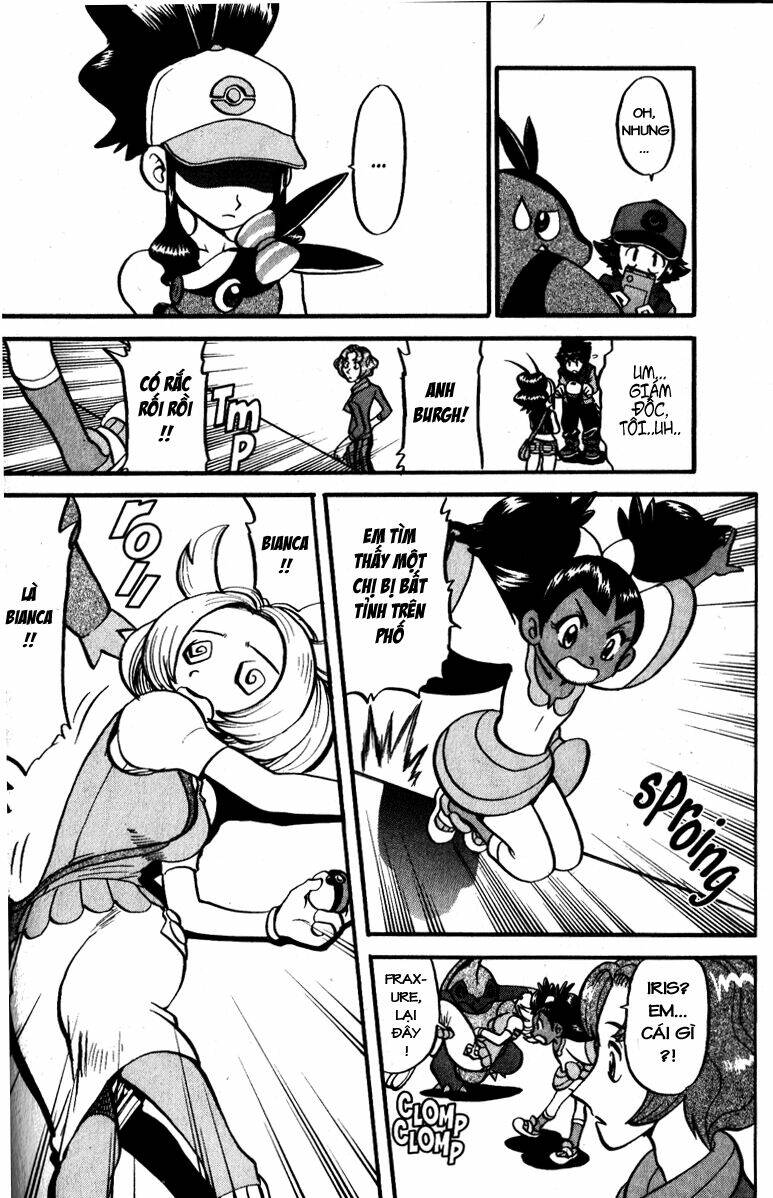 OH,
NHƯNG
...
...
UM...
GIÁM
ĐỐC,
TÔI..UH..
ANH
BURGH!
TMP
CÓ RẮC
RỐI RỒI
!!
EM TÌM
THẤY MỘT
CHỊ BỊ BẤT
TỈNH TRÊN
PHỐ
SPROING
IRIS?
EM...
CÁI GÌ
?!
FRAX-
URE,
LẠI
ĐÂY
!
CLOMP
CLOMP
BIANCA
!!
ROLL
LÀ
BIANCA
!!